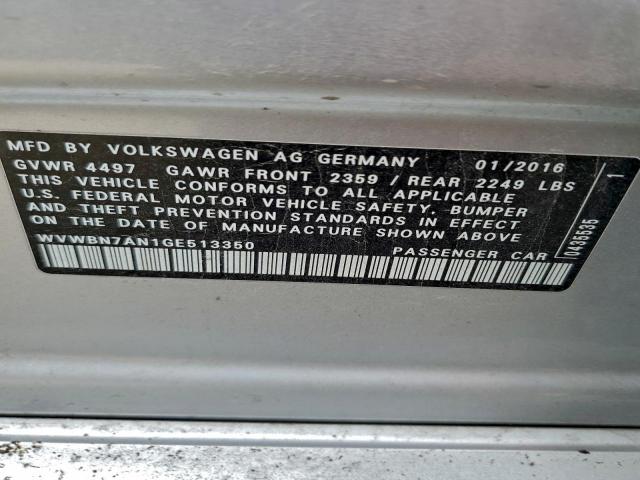 MFD BY VOLKSWAGEN AG GERMANY 01/2016
GVWR 4497 GAWR FRONT 2359 / REAR 2249 LBS
THIS VEHICLE CONFORMS TO ALL APPLICABLE
U.S. FEDERAL MOTOR VEHICLE SAFETY, BUMPER
AND THEFT PREVENTION STANDARDS IN EFFECT
ON THE DATE OF MANUFACTURE SHOWN ABOVE
WVWBN7AN1GE513350 PASSENGER CAR
0435535 1